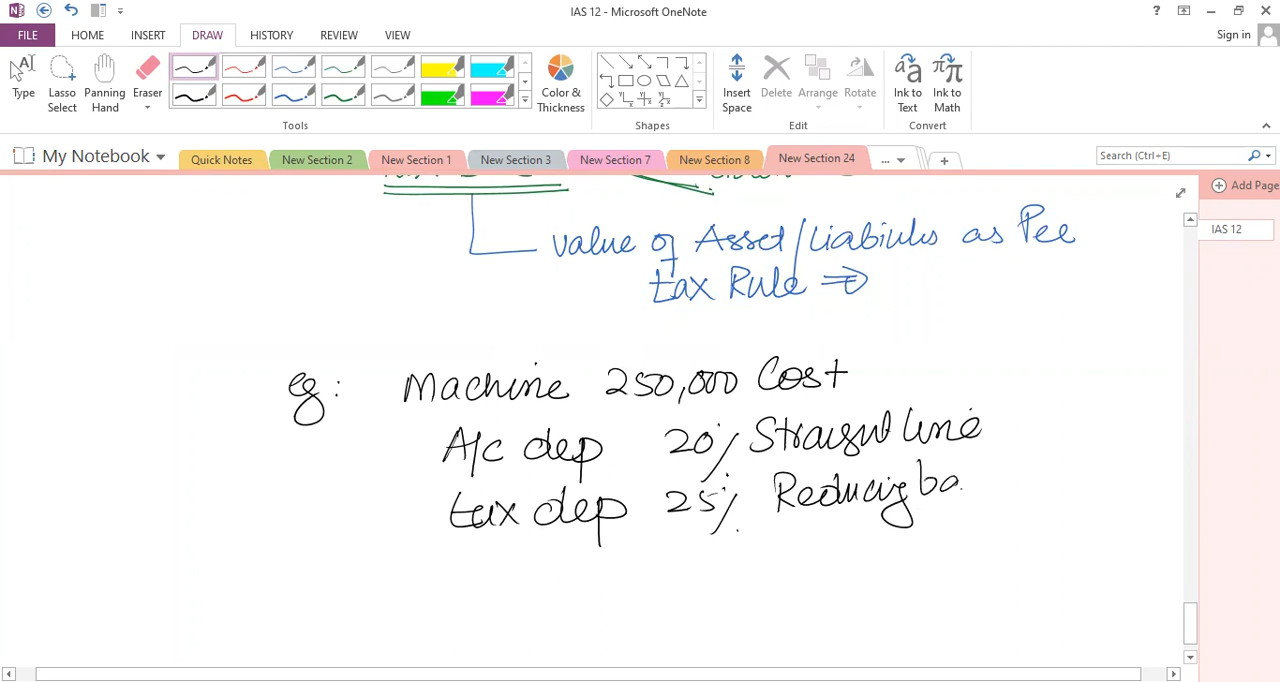 IAS 12 - Microsoft OneNote
?
FILE HOME INSERT DRAW HISTORY REVIEW VIEW
Sign in
Type Lasso Select Panning Hand Eraser
Color & Thickness
Insert Space Delete Arrange Rotate
Ink to Text Ink to Math
Tools Shapes Edit Convert
My Notebook Quick Notes New Section 2 New Section 1 New Section 3 New Section 7 New Section 8 New Section 24 ... +
Search (Ctrl+E)
Add Page
IAS 12
value of Asset/Liabiulus as Per
tax Rule ⇒
eg: Machine 250,000 Cost
A/c dep 20% Straight line
tax dep 25% Reducing ba